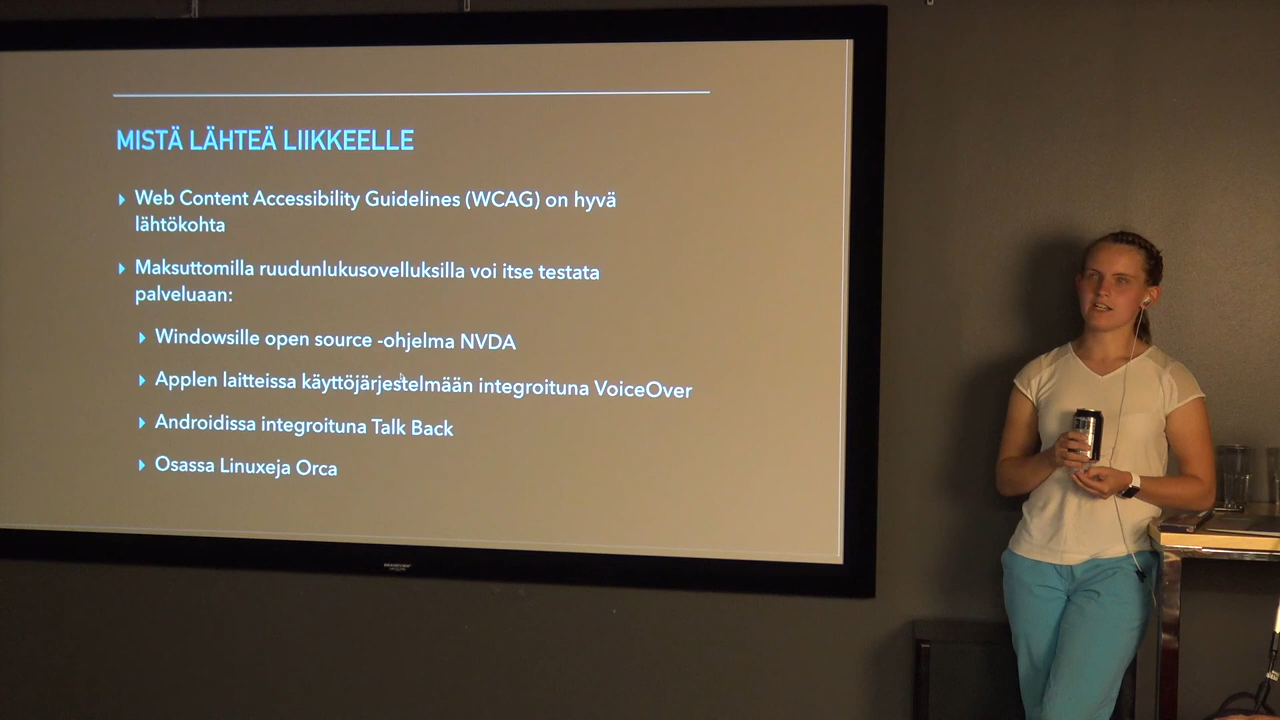 MISTÄ LÄHTEÄ LIIKKEELLE
Web Content Accessibility Guidelines (WCAG) on hyvä
lähtökohta
Maksuttomilla ruudunlukusovelluksilla voi itse testata
palveluaan:
Windowsille open source -ohjelma NVDA
Applen laitteissa käyttöjärjestelmään integroituna VoiceOver
Androidissa integroituna Talk Back
Osassa Linuxeja Orca